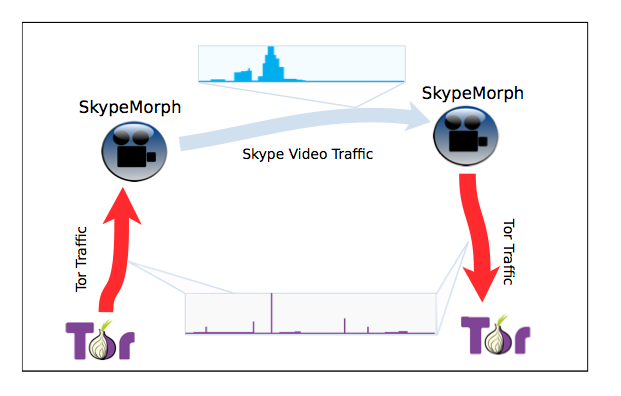 SkypeMorph
SkypeMorph
Skype Video Traffic
Tor Traffic
Tor Traffic
Tor
Tor